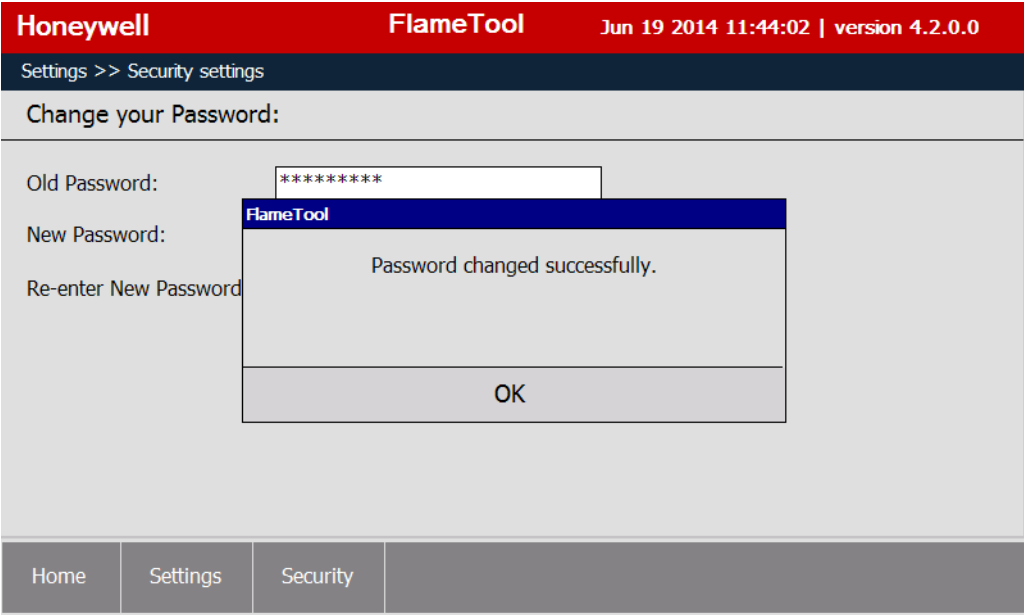 Honeywell FlameTool Jun 19 2014 11:44:02 | version 4.2.0.0
Settings >> Security settings
Change your Password:
Old Password: *********
FlameTool
New Password:
Password changed successfully.
Re-enter New Password
OK
Home Settings Security